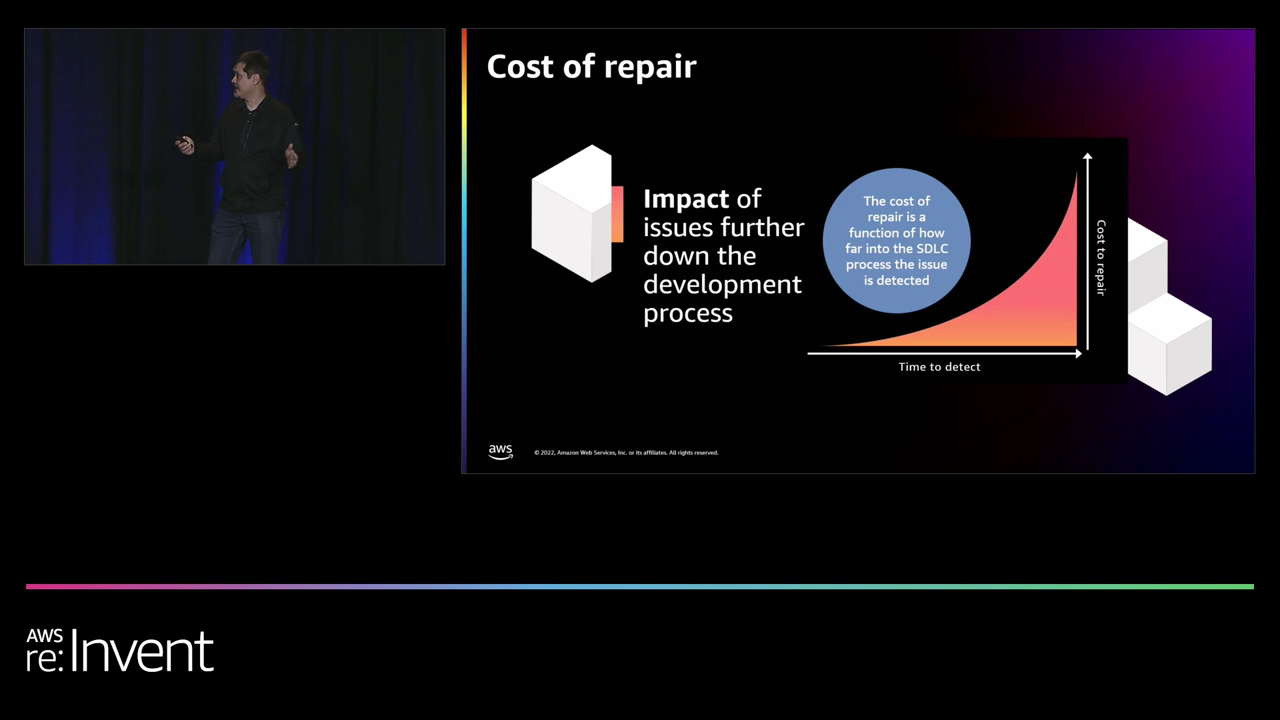 Cost of repair
Impact of
issues further
down the
development
process
The cost of
repair is a
function of how
far into the SDLC
process the issue
is detected
Cost to repair
Time to detect
aws
© 2022, Amazon Web Services, Inc. or its affiliates. All rights reserved.
AWS
re:Invent